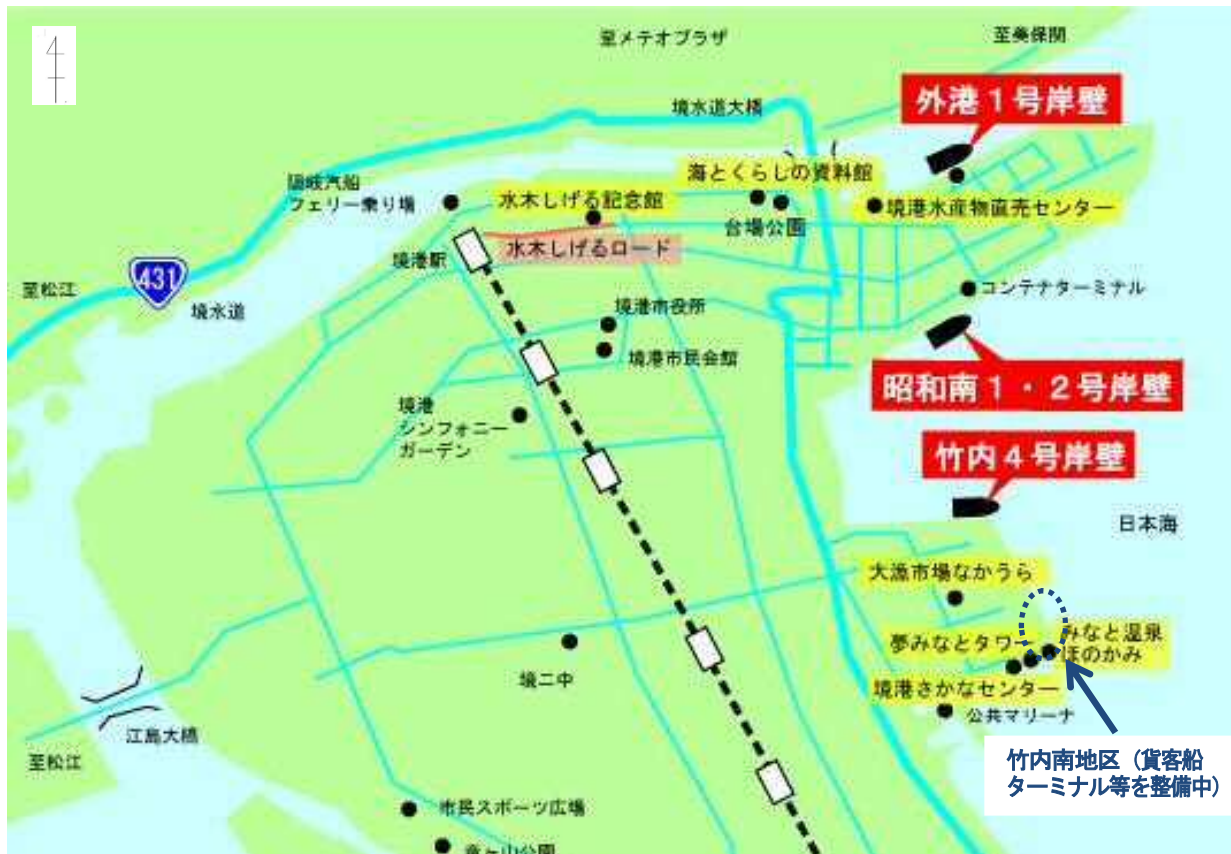 至メテオプラザ
至美保関
外港１号岸壁
境水道大橋
海とくらしの資料館
隠岐汽船
フェリー乗り場
水木しげる記念館
台場公園
境港水産物直売センター
水木しげるロード
境港駅
431
至松江
境水道
コンテナターミナル
境港市役所
境港市民会館
昭和南１・２号岸壁
境港
シンフォニー
ガーデン
竹内４号岸壁
日本海
大漁市場なかうら
夢みなとタワー
みなと温泉
ほのかみ
境二中
境港さかなセンター
公共マリーナ
江島大橋
至松江
竹内南地区（貨客船
ターミナル等を整備中）
市民スポーツ広場
竜ヶ山公園